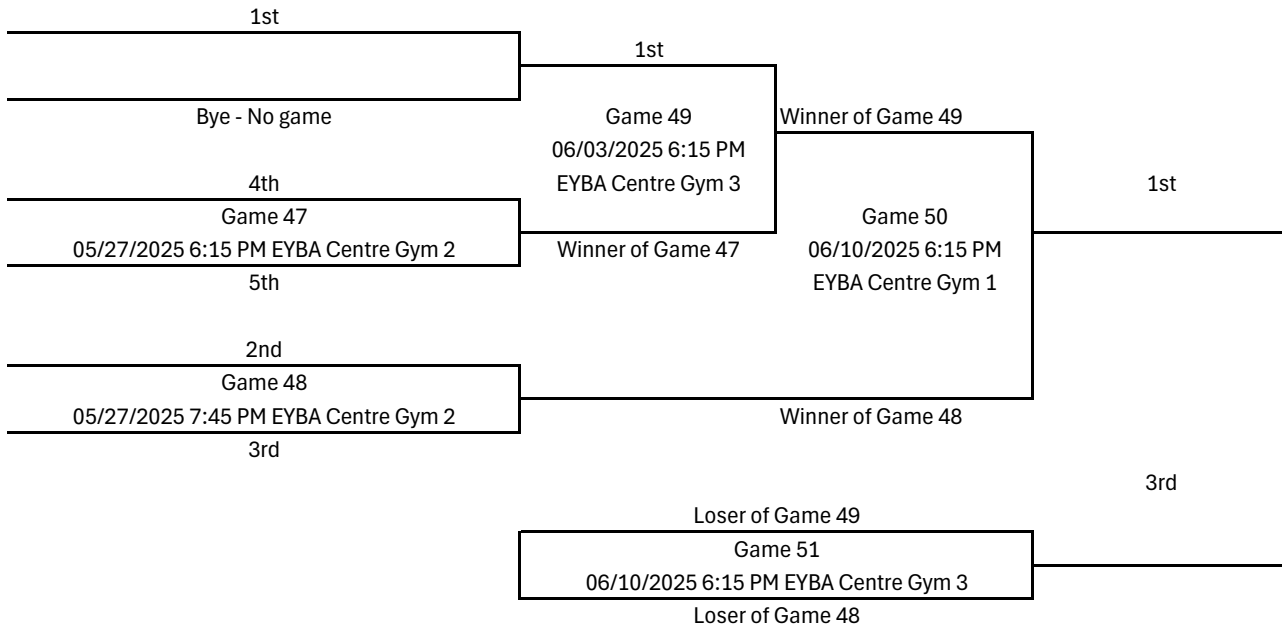 1st
1st
Bye - No game
Game 49
Winner of Game 49
06/03/2025 6:15 PM
EYBA Centre Gym 3
4th
1st
Game 47
Game 50
05/27/2025 6:15 PM EYBA Centre Gym 2
Winner of Game 47
06/10/2025 6:15 PM
5th
EYBA Centre Gym 1
2nd
Game 48
05/27/2025 7:45 PM EYBA Centre Gym 2
Winner of Game 48
3rd
3rd
Loser of Game 49
Game 51
06/10/2025 6:15 PM EYBA Centre Gym 3
Loser of Game 48